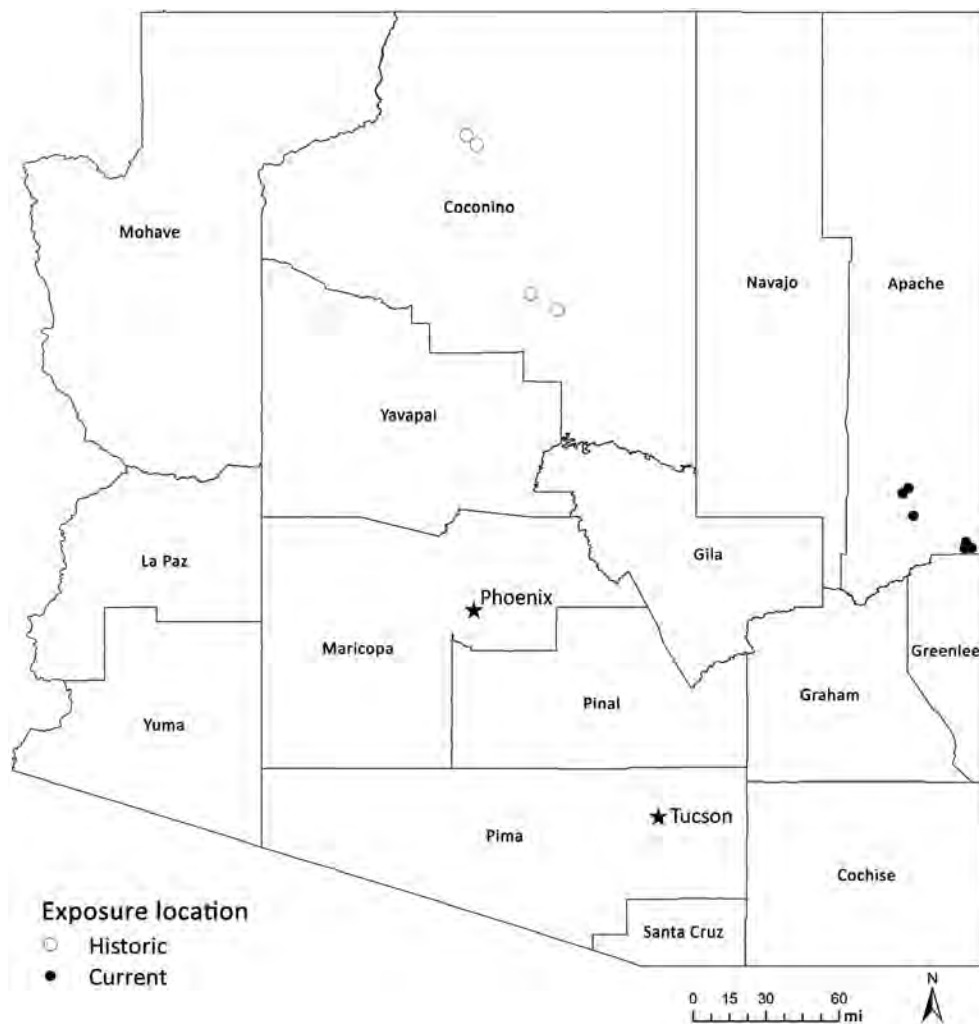 Coconino
Mohave
Navajo
Apache
Yavapai
La Paz
Gila
Phoenix
Maricopa
Greenlee
Graham
Pinal
Yuma
Tucson
Pima
Cochise
Exposure location
Historic
Current
Santa Cruz
N
0 15 30 60
mi